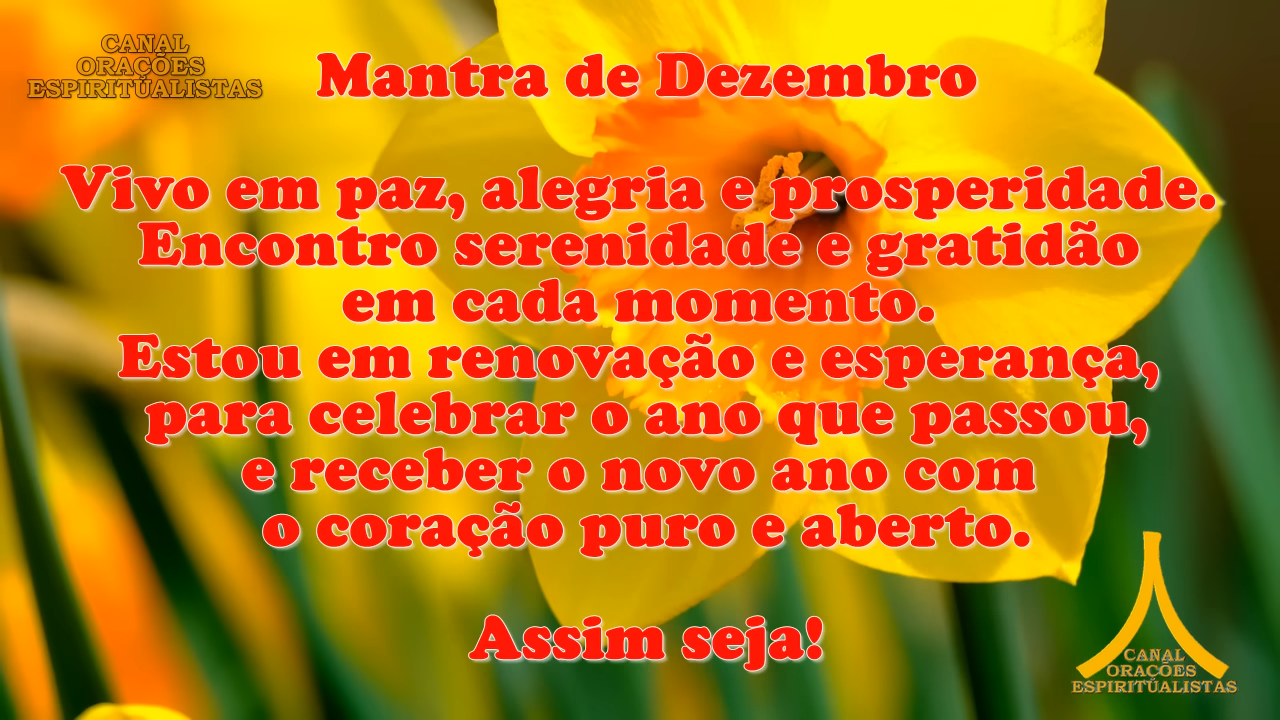 CANAL
ORAÇÕES
ESPIRITUALISTAS
Mantra de Dezembro
Vivo em paz, alegria e prosperidade.
Encontro serenidade e gratidão
em cada momento.
Estou em renovação e esperança,
para celebrar o ano que passou,
e receber o novo ano com
o coração puro e aberto.
Assim seja!
CANAL
ORAÇÕES
ESPIRITUALISTAS